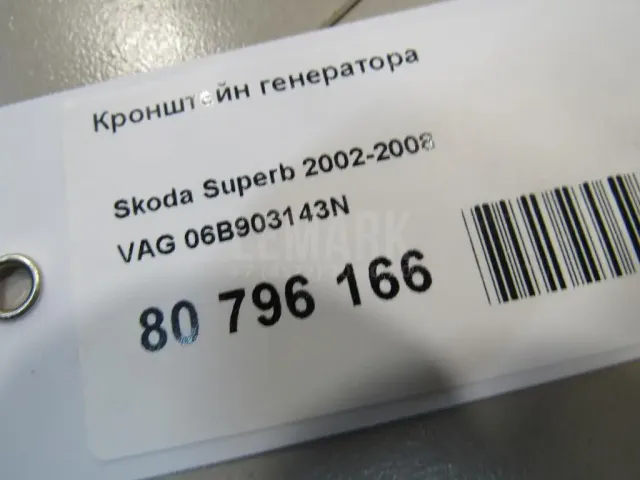 Кронштейн генератора
Skoda Superb 2002-2008
VAG 06B903143N
80 796 166